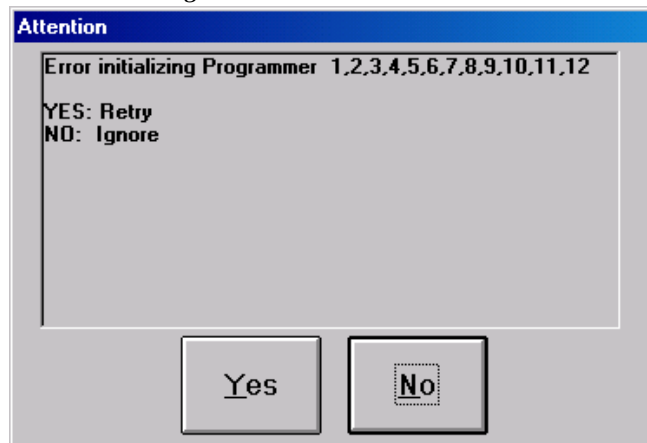 Attention
Error initializing Programmer 1,2,3,4,5,6,7,8,9,10,11,12
YES: Retry
NO: Ignore
Yes
No